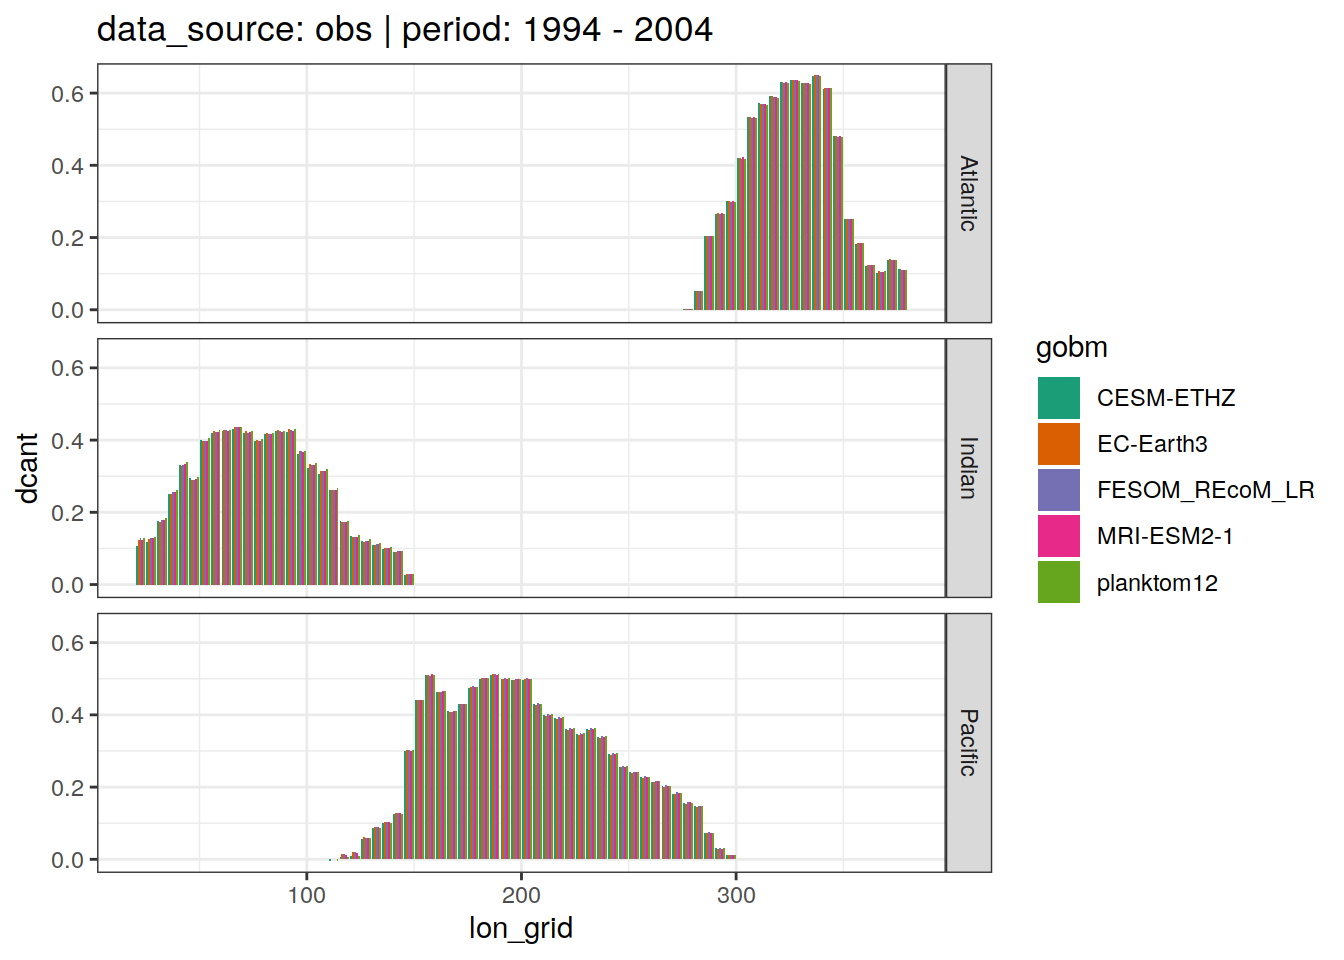 data_source: obs | period: 1994 - 2004
0.6
0.4
0.2
0.0
Atlantic
0.6
0.4
0.2
0.0
Indian
0.6
0.4
0.2
0.0
Pacific
100
200
300
lon_grid
dcant
gobm
CESM-ETHZ
EC-Earth3
FESOM_REcoM_LR
MRI-ESM2-1
planktom12